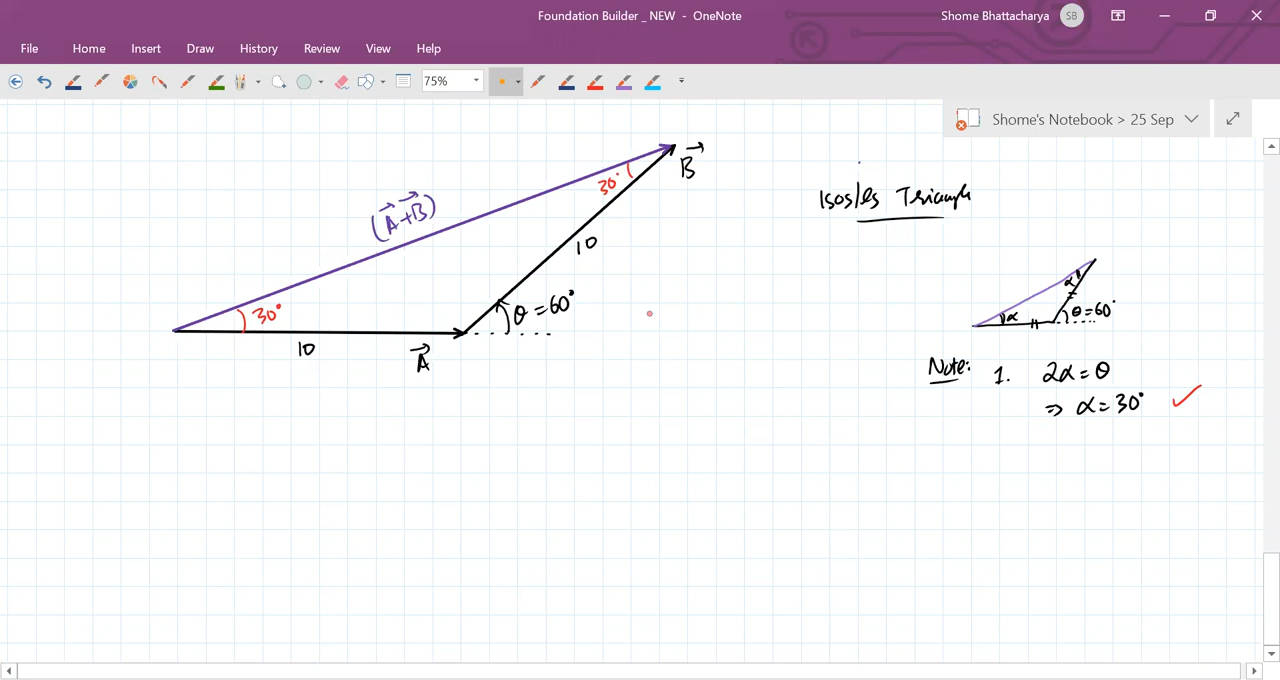 Foundation Builder _ NEW - OneNote
Shome Bhattacharya
SB
File Home Insert Draw History Review View Help
75%
Shome's Notebook > 25 Sep
B⃗
30°
(A⃗+B⃗)
10
30°
θ = 60°
10
A⃗
Triangle
α
α
θ = 60°
Note: 1. 2α = θ
⇒ α = 30°